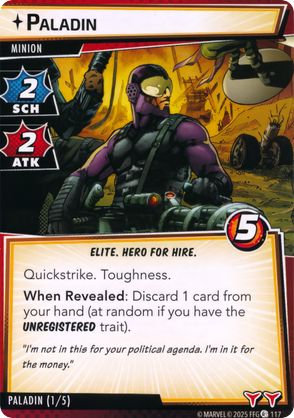 PALADIN
MINION
2
SCH
2
ATK
5
ELITE. HERO FOR HIRE.
Quickstrike. Toughness.
When Revealed: Discard 1 card from
your hand (at random if you have the
UNREGISTERED trait).
"I'm not in this for your political agenda. I'm in it for
the money."
PALADIN (1/5)
© MARVEL © 2025 FFG 117